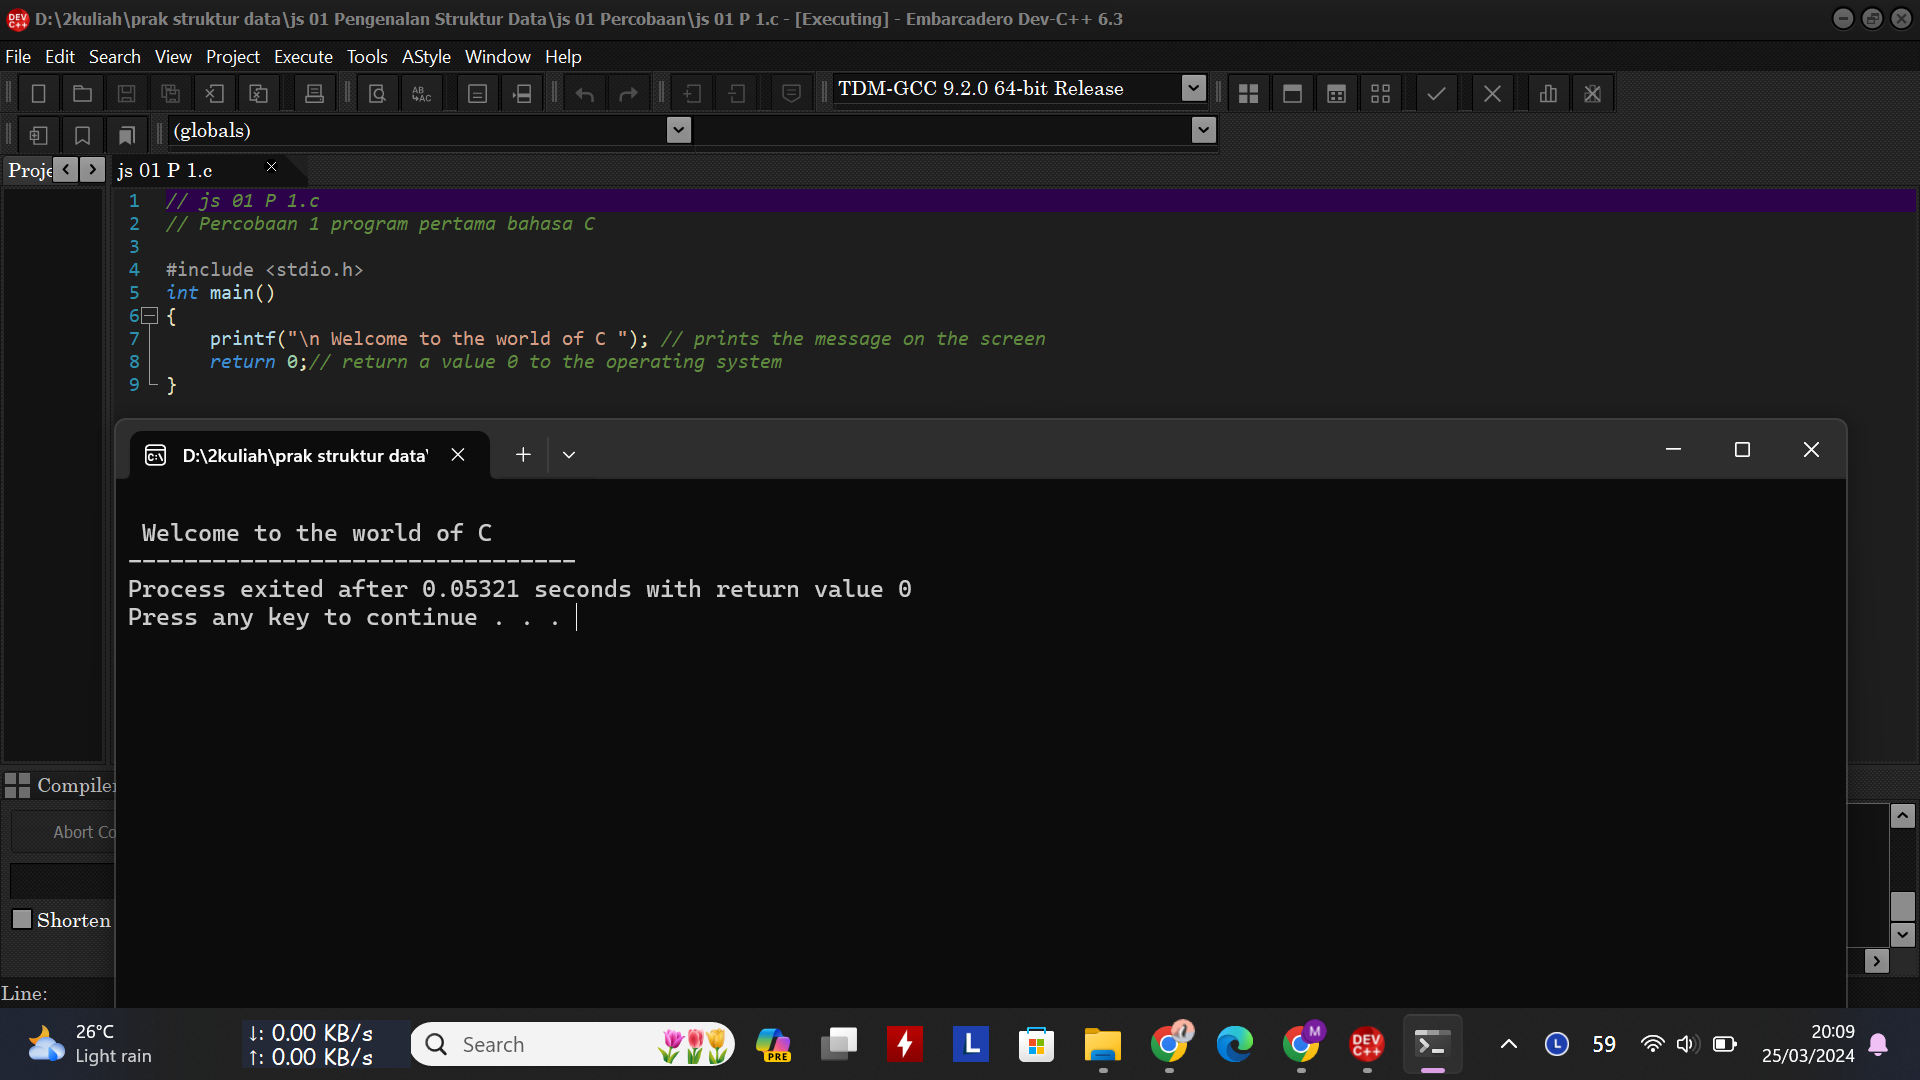 D:\2kuliah\prak struktur data\js 01 Pengenalan Struktur Data\js 01 Percobaan\js 01 P 1.c - [Executing] - Embarcadero Dev-C++ 6.3
File Edit Search View Project Execute Tools AStyle Window Help
TDM-GCC 9.2.0 64-bit Release
(globals)
Proje
js 01 P 1.c
1 // js 01 P 1.c
2 // Percobaan 1 program pertama bahasa C
3
4 #include <stdio.h>
5 int main()
6 {
7 printf("\n Welcome to the world of C "); // prints the message on the screen
8 return 0;// return a value 0 to the operating system
9 }
D:\2kuliah\prak struktur data\
Welcome to the world of C
--------------------------------
Process exited after 0.05321 seconds with return value 0
Press any key to continue . . .
Compiler
Abort Co
Shorten
Line:
26°C
Light rain
↓: 0.00 KB/s
↑: 0.00 KB/s
Search
PRE
L
M
DEV
C++
L
59
20:09
25/03/2024